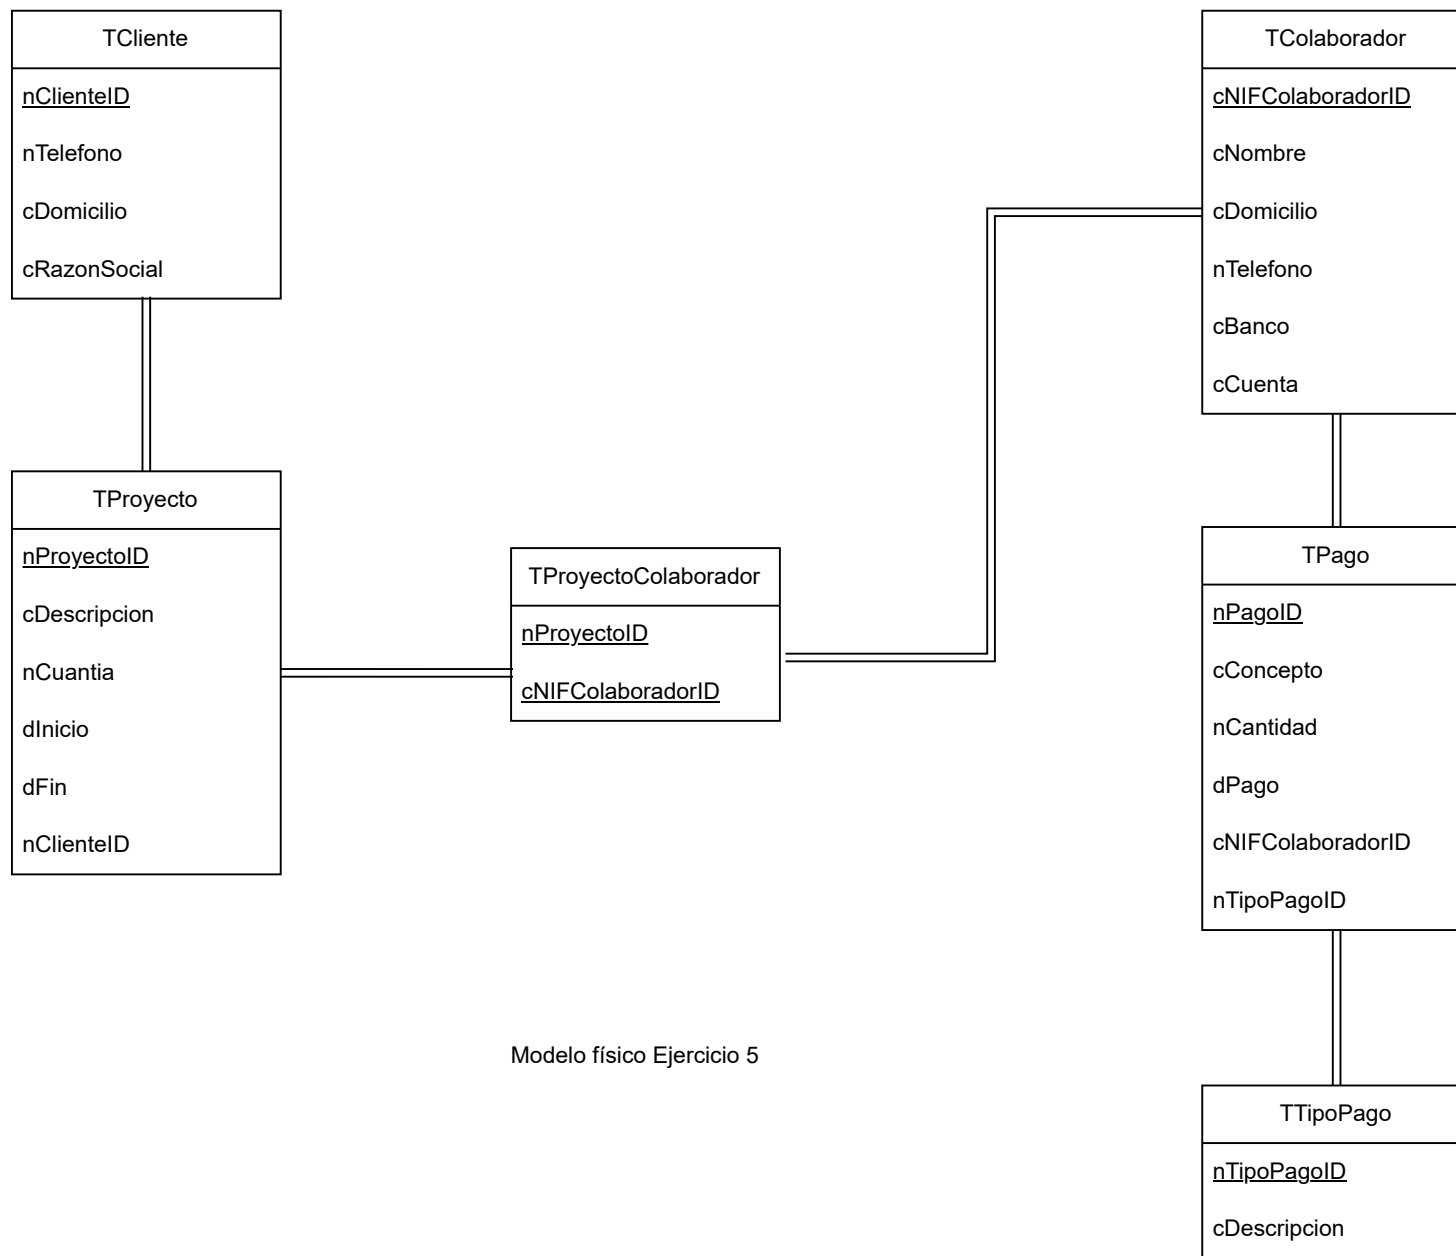 TCliente
nClienteID
nTelefono
cDomicilio
cRazonSocial
TProyecto
nProyectoID
cDescripcion
nCuantia
dInicio
dFin
nClienteID
TProyectoColaborador
nProyectoID
cNIFColaboradorID
TColaborador
cNIFColaboradorID
cNombre
cDomicilio
nTelefono
cBanco
cCuenta
TPago
nPagoID
cConcepto
nCantidad
dPago
cNIFColaboradorID
nTipoPagoID
TTipoPago
nTipoPagoID
cDescripcion
Modelo físico Ejercicio 5